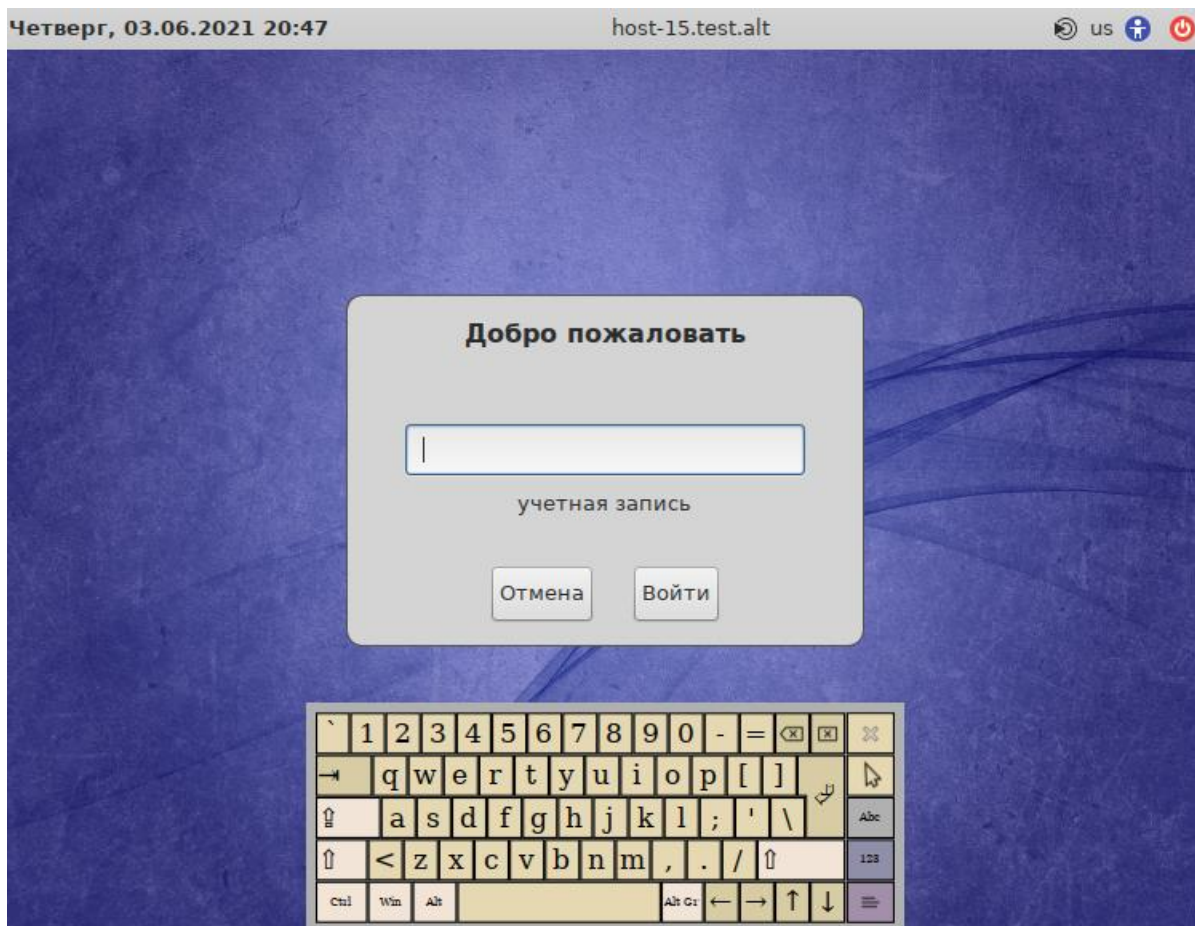 Четверг, 03.06.2021 20:47 host-15.test.alt us
Добро пожаловать
учетная запись
Отмена Войти
` 1 2 3 4 5 6 7 8 9 0 - =
q w e r t y u i o p [ ]
a s d f g h j k l ; ' \ Abc
< z x c v b n m , . / 123
Ctrl Win Alt Alt Gr ← → ↑ ↓